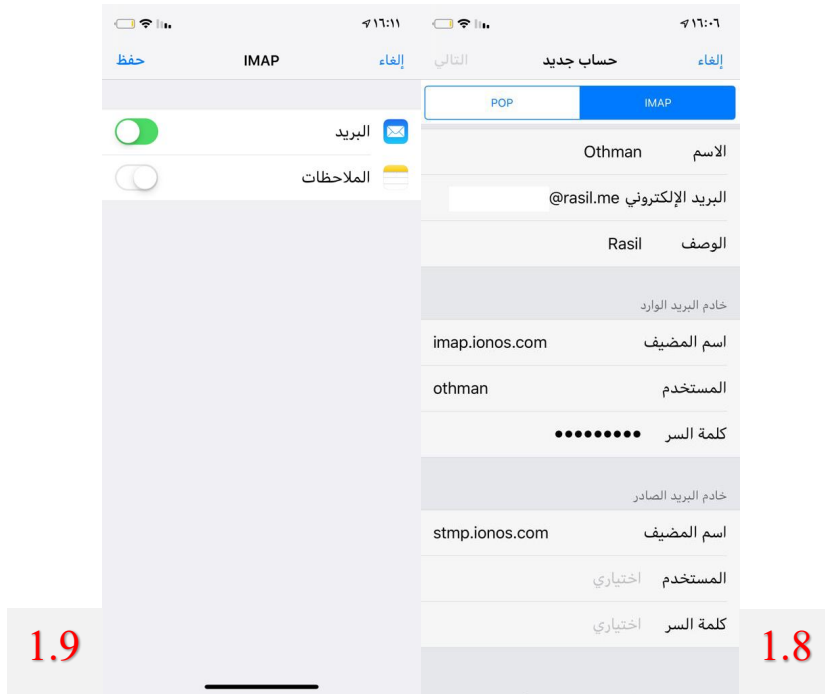 ١٦:٠٦
إلغاء حساب جديد التالي
IMAP POP
الاسم Othman
البريد الإلكتروني @rasil.me
الوصف Rasil
خادم البريد الوارد
اسم المضيف imap.ionos.com
المستخدم othman
كلمة السر •••••••••
خادم البريد الصادر
اسم المضيف stmp.ionos.com
المستخدم اختياري
كلمة السر اختياري
1.8
١٦:١١
إلغاء IMAP حفظ
البريد
الملاحظات
1.9